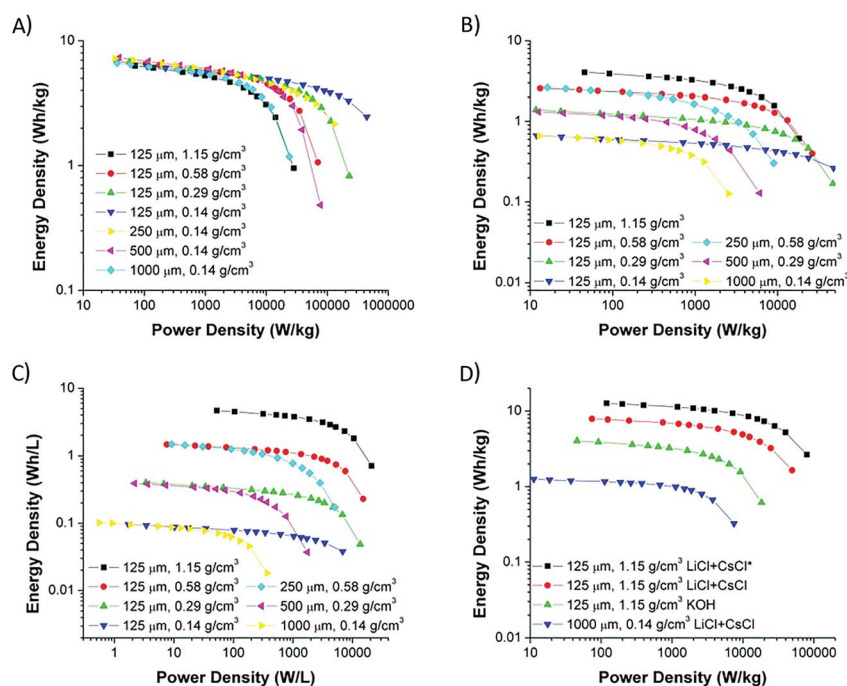 A)
Energy Density (Wh/kg)
10
1
0.1
125 μm, 1.15 g/cm³
125 μm, 0.58 g/cm³
125 μm, 0.29 g/cm³
125 μm, 0.14 g/cm³
250 μm, 0.14 g/cm³
500 μm, 0.14 g/cm³
1000 μm, 0.14 g/cm³
10 100 1000 10000 100000 1000000
Power Density (W/kg)
B)
Energy Density (Wh/kg)
10
1
0.1
0.01
125 μm, 1.15 g/cm³
125 μm, 0.58 g/cm³ 250 μm, 0.58 g/cm³
125 μm, 0.29 g/cm³ 500 μm, 0.29 g/cm³
125 μm, 0.14 g/cm³ 1000 μm, 0.14 g/cm³
10 100 1000 10000
Power Density (W/kg)
C)
Energy Density (Wh/L)
10
1
0.1
0.01
125 μm, 1.15 g/cm³
125 μm, 0.58 g/cm³ 250 μm, 0.58 g/cm³
125 μm, 0.29 g/cm³ 500 μm, 0.29 g/cm³
125 μm, 0.14 g/cm³ 1000 μm, 0.14 g/cm³
1 10 100 1000 10000
Power Density (W/L)
D)
Energy Density (Wh/kg)
100
10
1
0.1
0.01
125 μm, 1.15 g/cm³ LiCl+CsCl*
125 μm, 1.15 g/cm³ LiCl+CsCl
125 μm, 1.15 g/cm³ KOH
1000 μm, 0.14 g/cm³ LiCl+CsCl
10 100 1000 10000 100000
Power Density (W/kg)